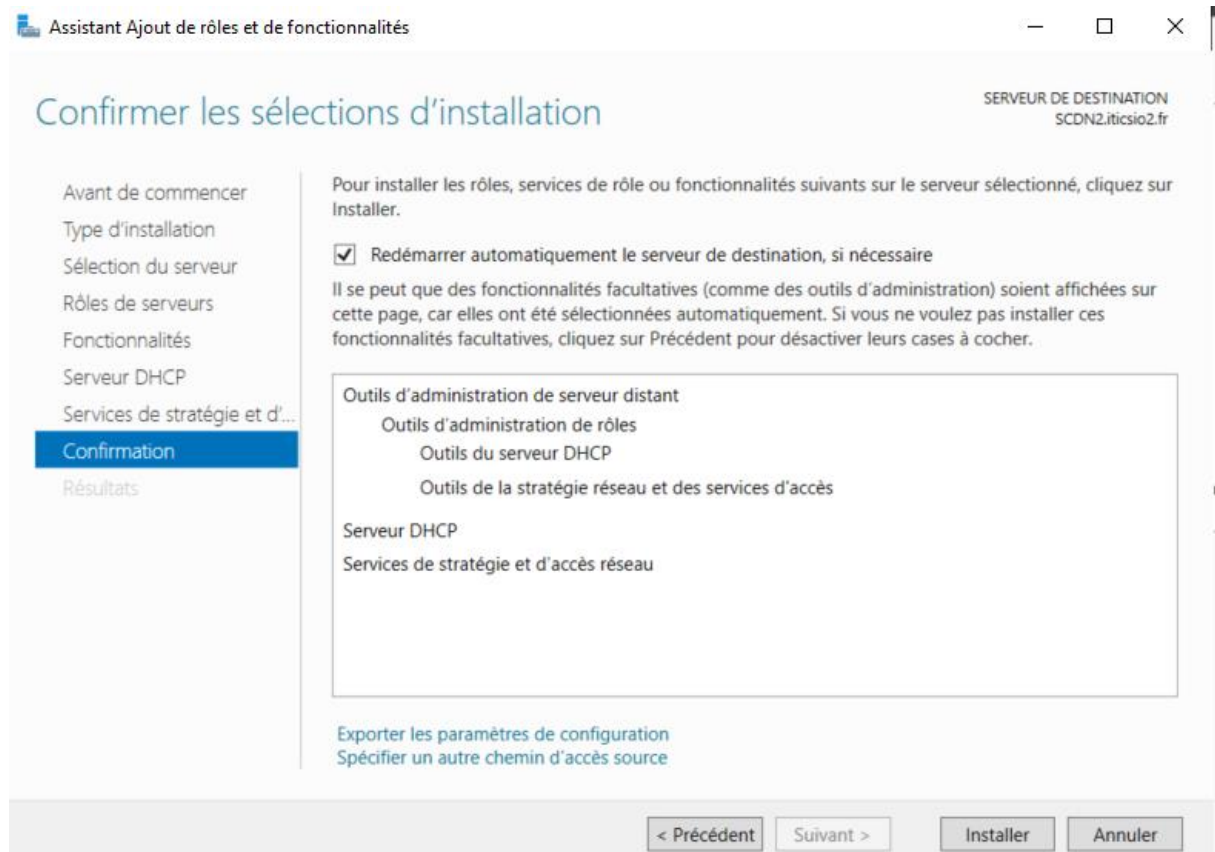 Assistant Ajout de rôles et de fonctionnalités
Confirmer les sélections d'installation
SERVEUR DE DESTINATION
SCDN2.iticsio2.fr
Avant de commencer
Type d'installation
Sélection du serveur
Rôles de serveurs
Fonctionnalités
Serveur DHCP
Services de stratégie et d'...
Confirmation
Résultats
Pour installer les rôles, services de rôle ou fonctionnalités suivants sur le serveur sélectionné, cliquez sur
Installer.
Redémarrer automatiquement le serveur de destination, si nécessaire
Il se peut que des fonctionnalités facultatives (comme des outils d'administration) soient affichées sur
cette page, car elles ont été sélectionnées automatiquement. Si vous ne voulez pas installer ces
fonctionnalités facultatives, cliquez sur Précédent pour désactiver leurs cases à cocher.
Outils d'administration de serveur distant
Outils d'administration de rôles
Outils du serveur DHCP
Outils de la stratégie réseau et des services d'accès
Serveur DHCP
Services de stratégie et d'accès réseau
Exporter les paramètres de configuration
Spécifier un autre chemin d'accès source
< Précédent
Suivant >
Installer
Annuler